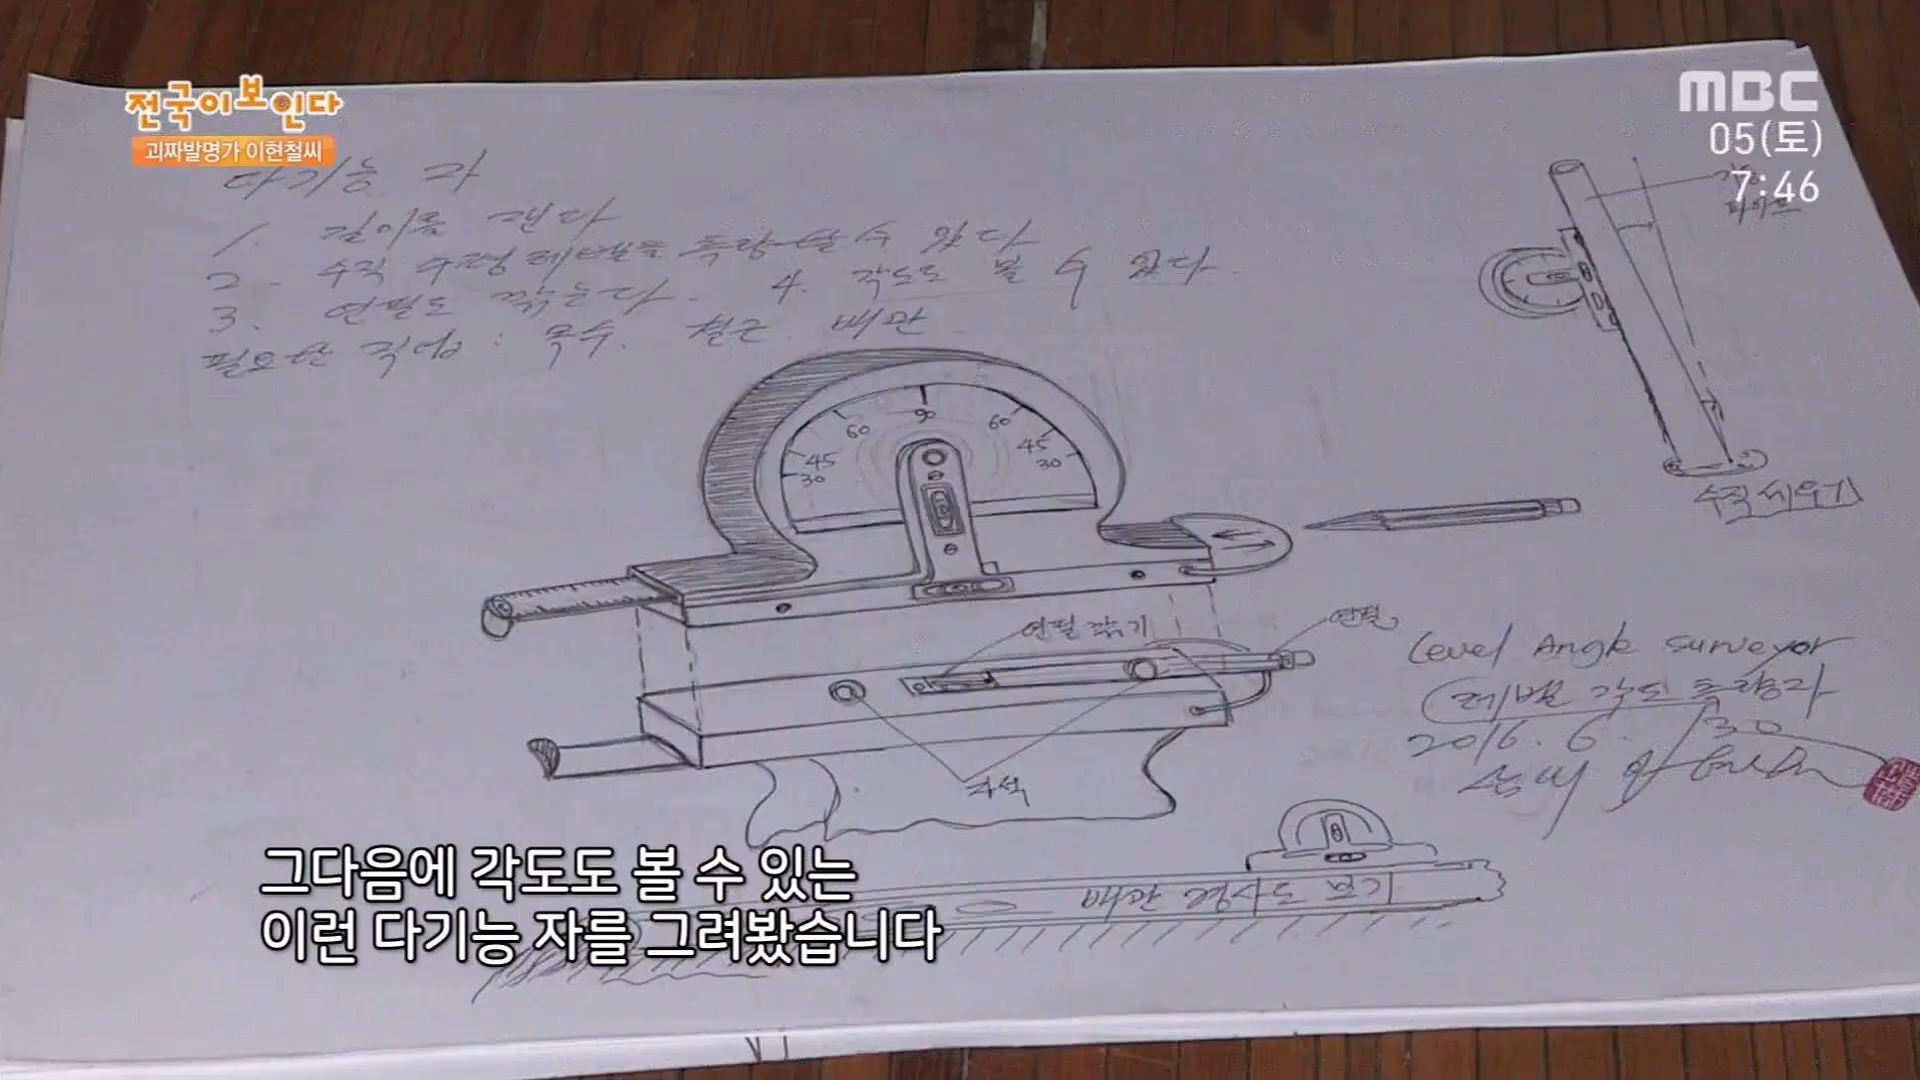 전국이보인다
괴짜발명가 이현철씨
MBC
05(토)
7:46
다기능 자
1. 길이를 잰다
2. 수직 수평 레벨을 측량할 수 있다
3. 연필도 깎는다. 4. 각도도 볼 수 있다
필요한 직업 : 목수. 철근. 배관
파이프
수직 세우기
90
60 60
45 45
30 30
연필 깎기
연필
자석
Level Angle Surveyor
레벨 각도 측량자
2016. 6. 30
배관 경사도 보기
그다음에 각도도 볼 수 있는
이런 다기능 자를 그려봤습니다